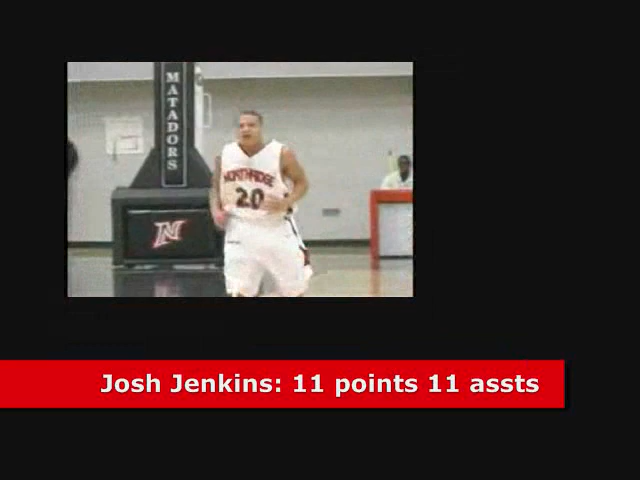 MATADORS
N
NORTHRIDGE
20
Josh Jenkins: 11 points 11 assts